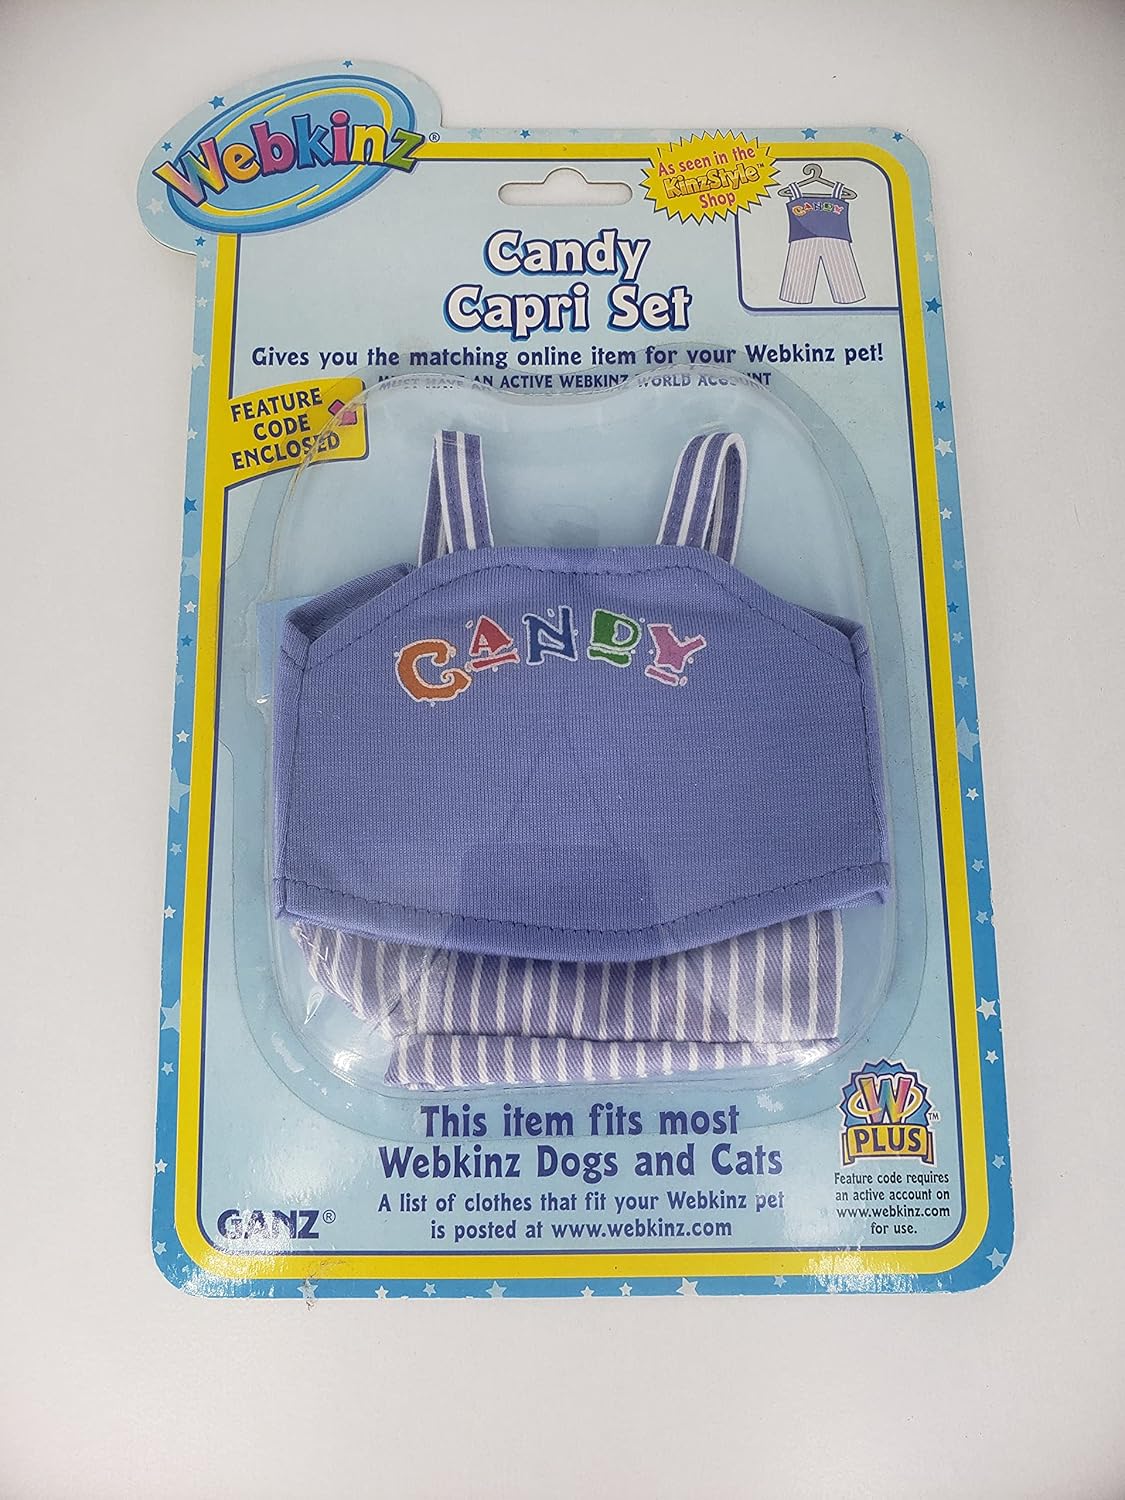 Webkinz®
As seen in the
KinzStyle™
Shop
CANDY
Candy
Capri Set
Gives you the matching online item for your Webkinz pet!
MUST HAVE AN ACTIVE WEBKINZ WORLD ACCOUNT
FEATURE
CODE
ENCLOSED
CANDY
This item fits most
Webkinz Dogs and Cats
A list of clothes that fit your Webkinz pet
is posted at www.webkinz.com
GANZ®
W™
PLUS
Feature code requires
an active account on
www.webkinz.com
for use.